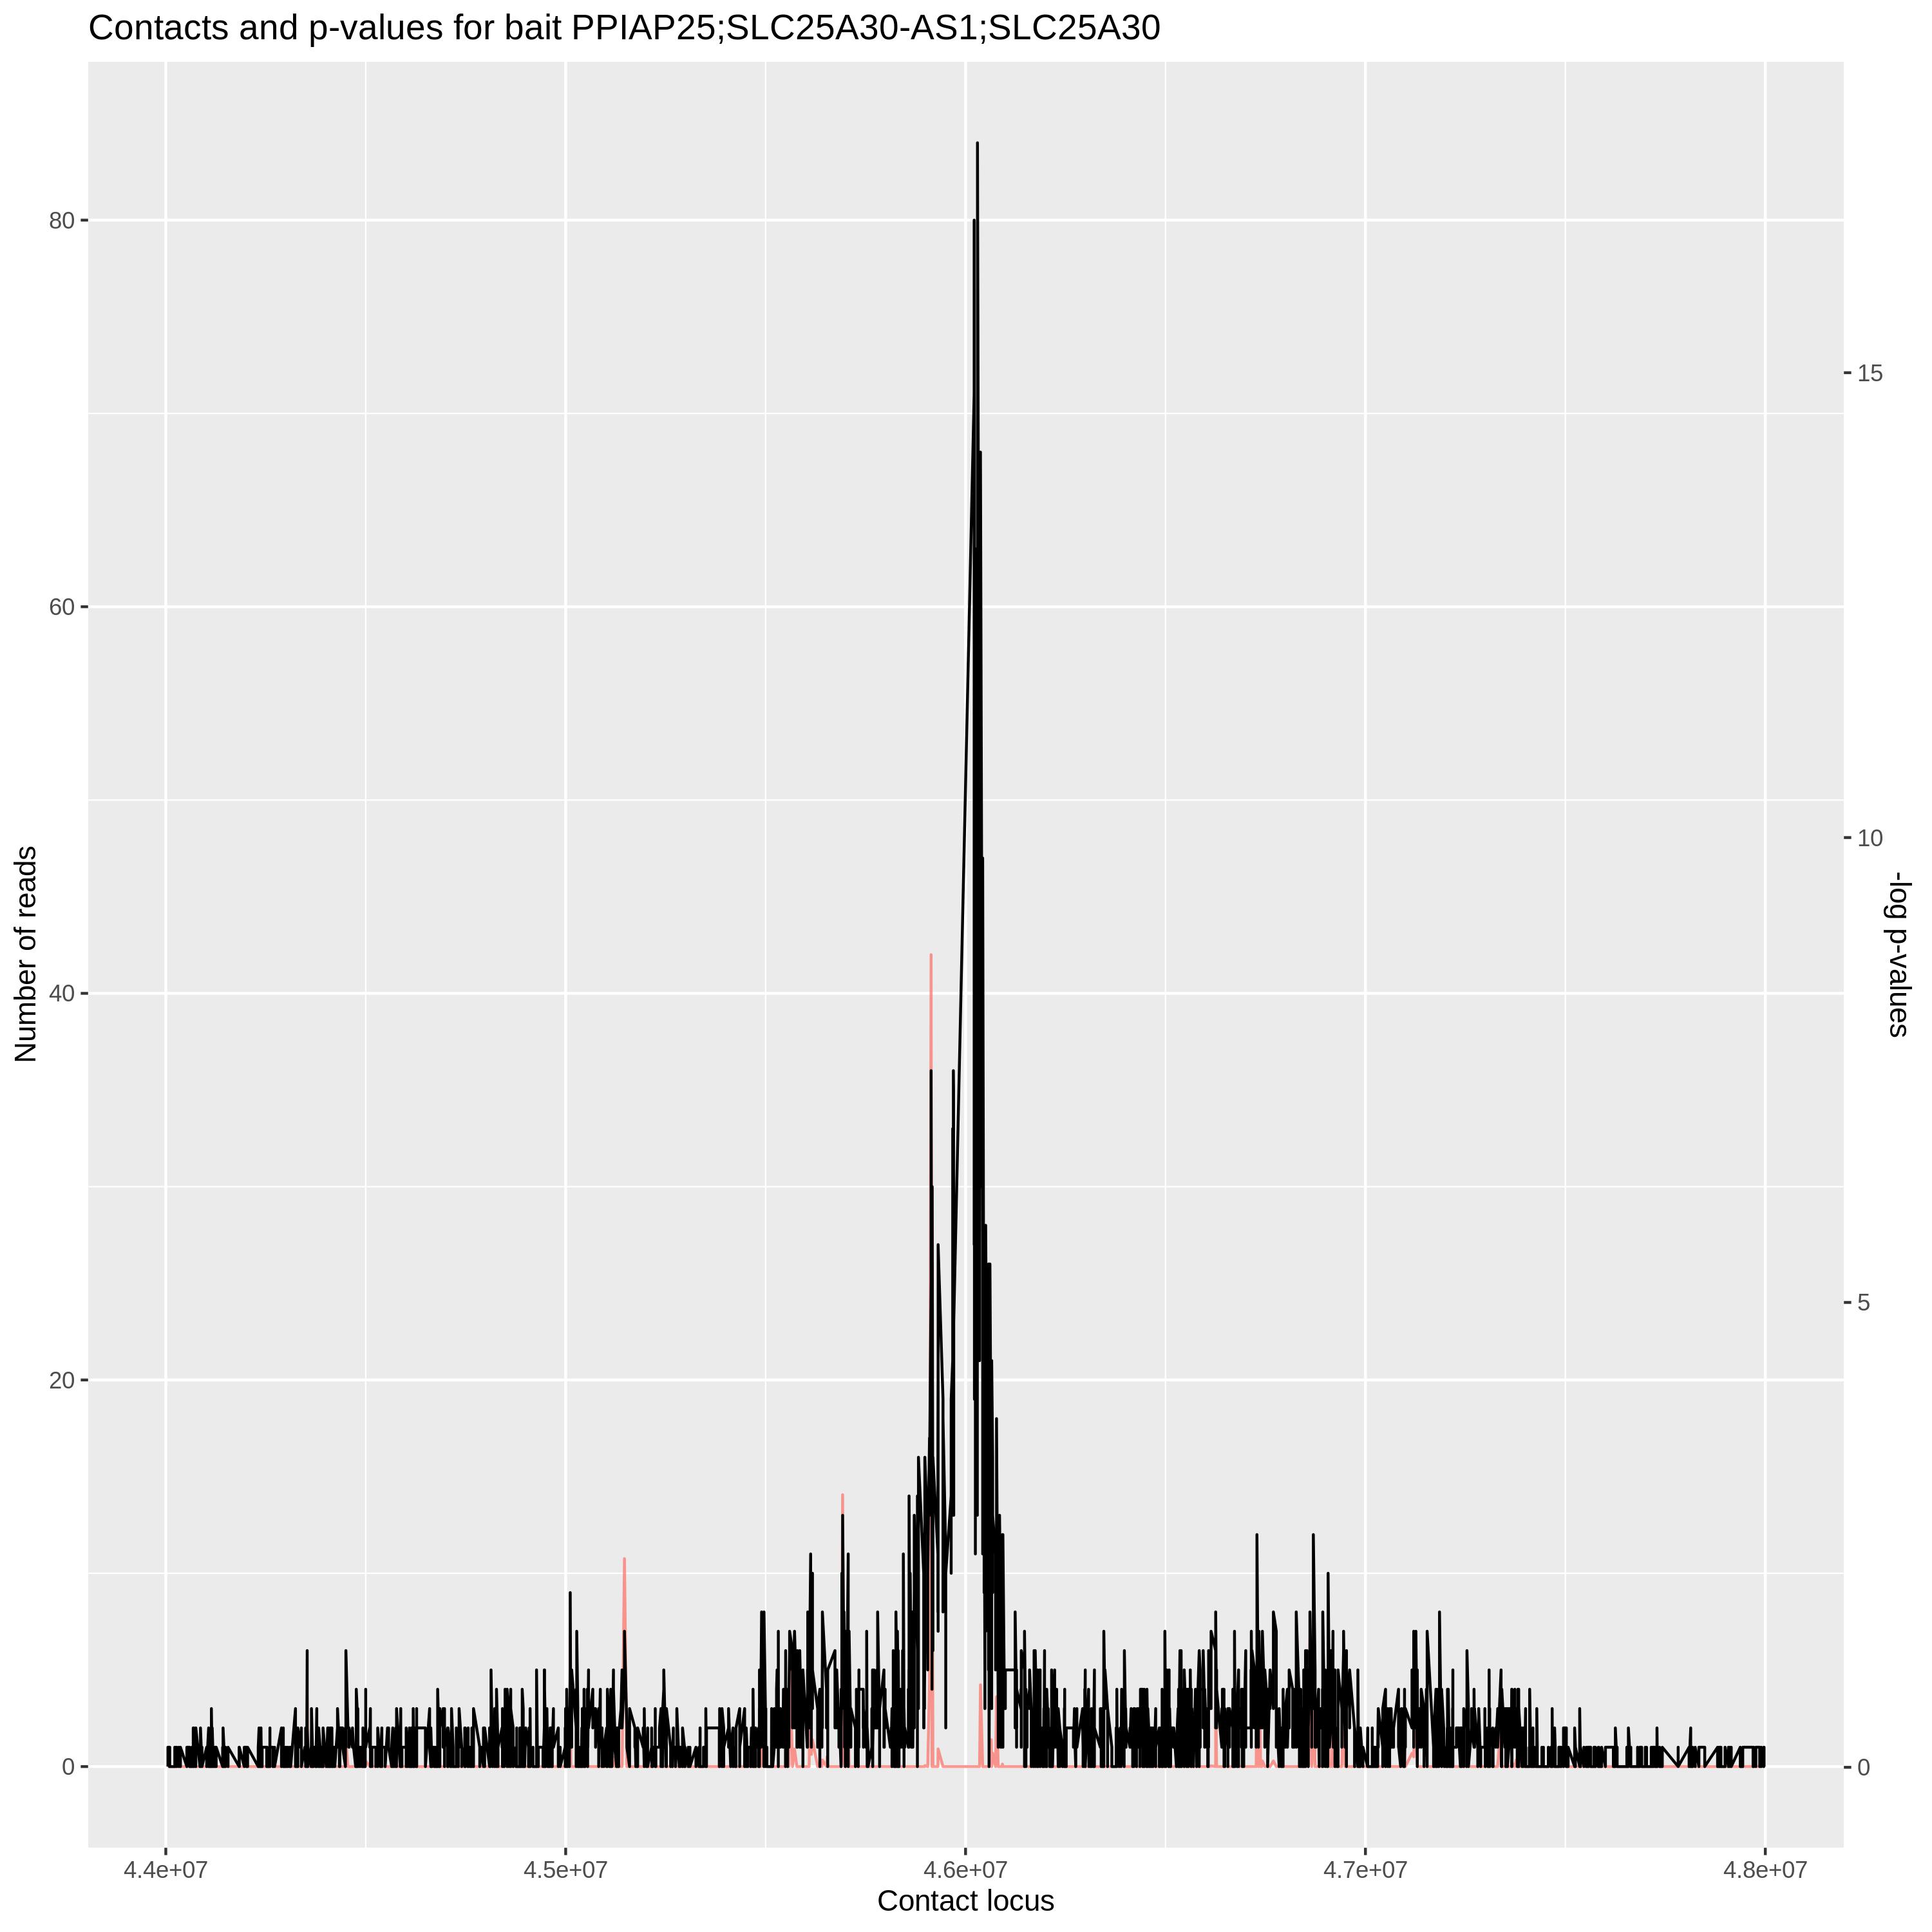 Contacts and p-values for bait PPIAP25;SLC25A30-AS1;SLC25A30
80
60
40
20
0
Number of reads
15
10
5
0
-log p-values
4.4e+07 4.5e+07 4.6e+07 4.7e+07 4.8e+07
Contact locus